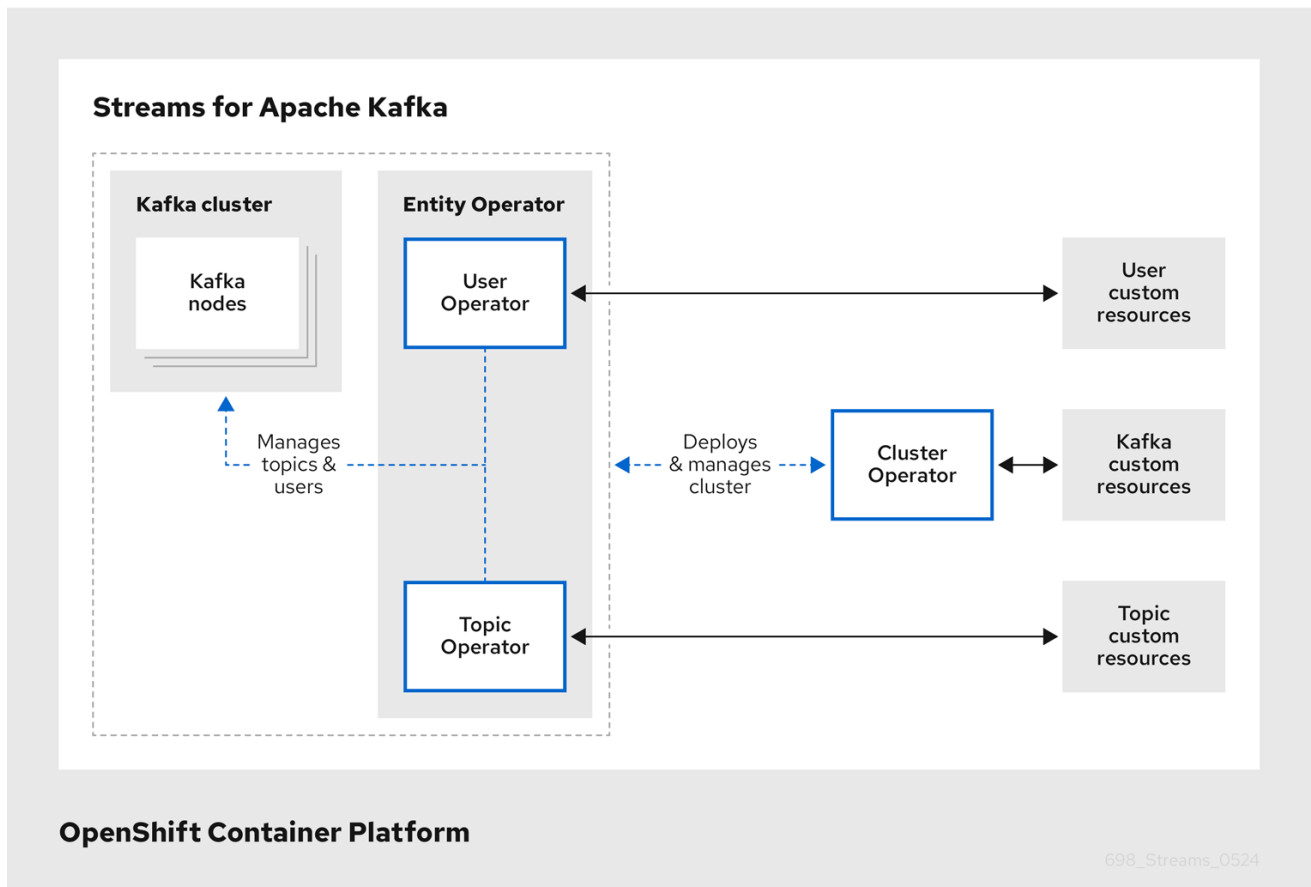 Streams for Apache Kafka
Kafka cluster
Kafka
nodes
Entity Operator
User
Operator
User
custom
resources
Manages
topics &
users
Deploys
& manages
cluster
Cluster
Operator
Kafka
custom
resources
Topic
Operator
Topic
custom
resources
OpenShift Container Platform
698_Streams_0524